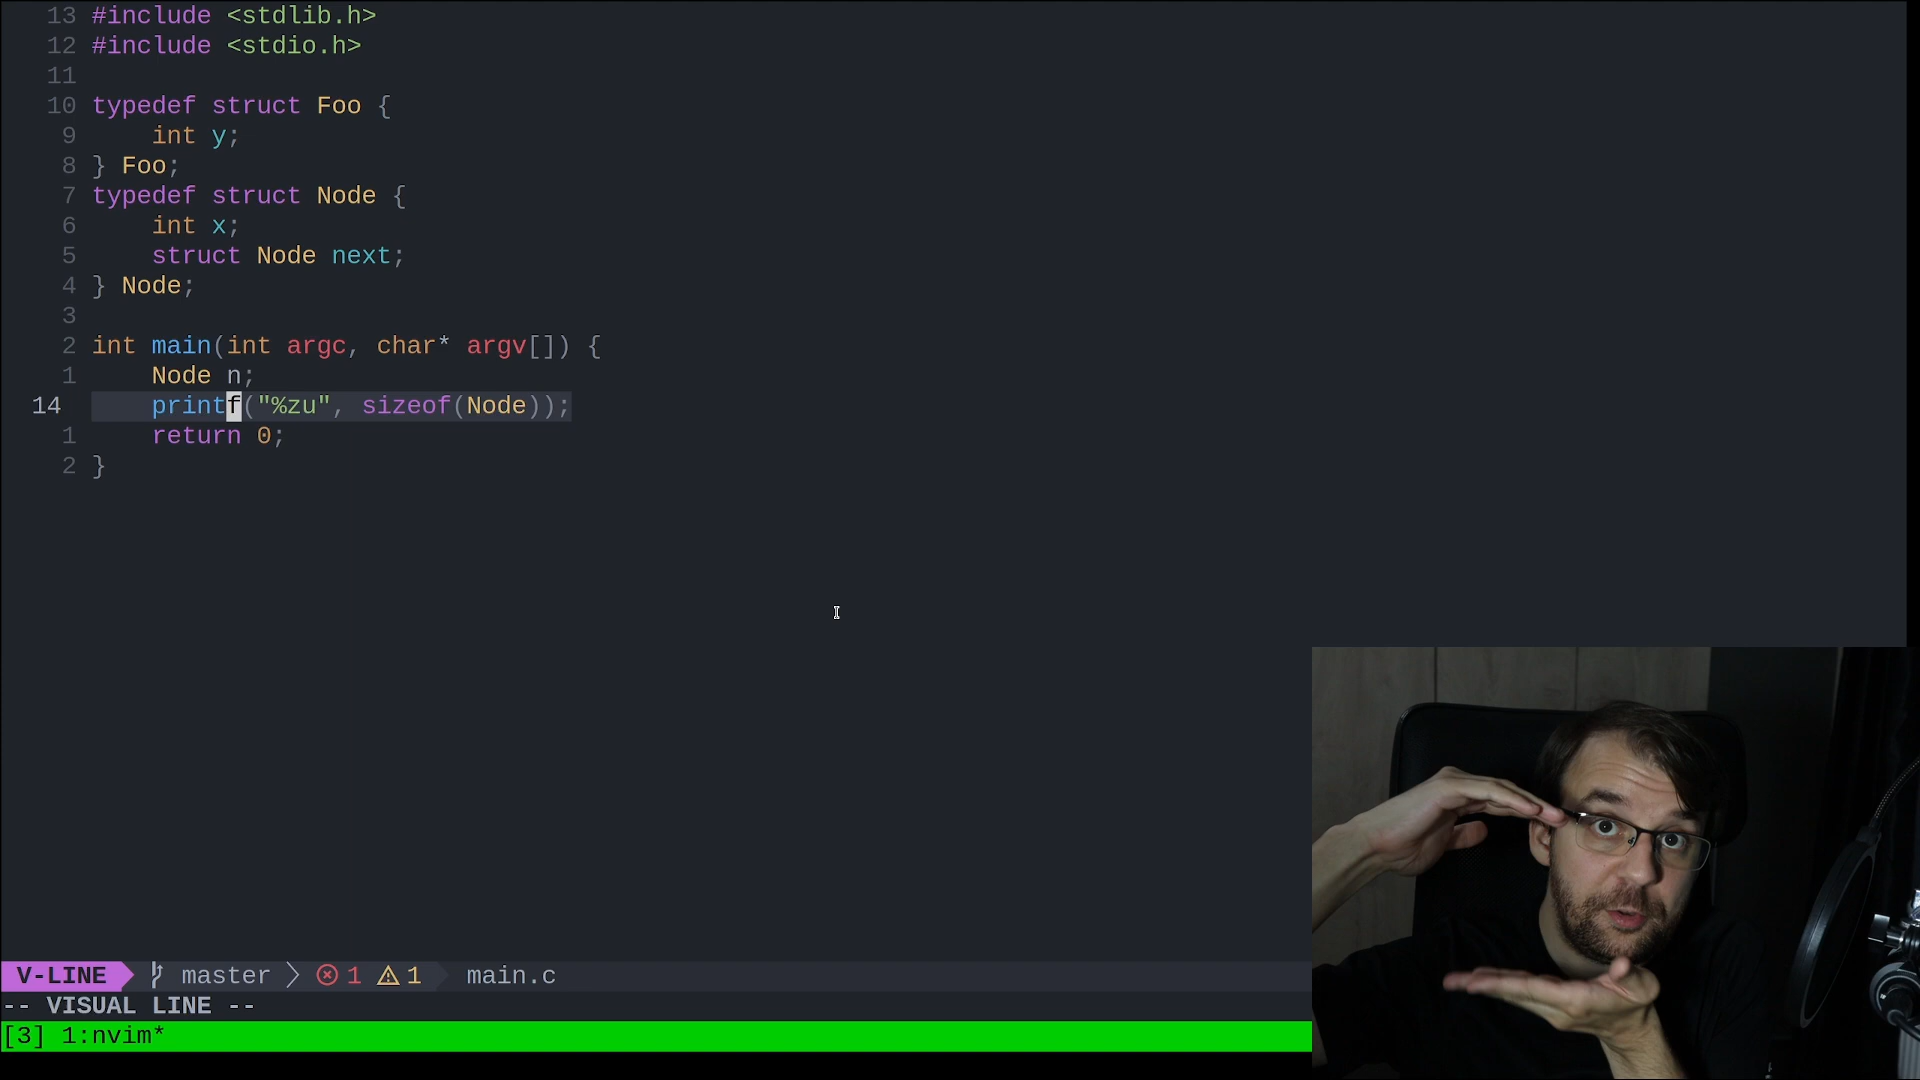 13 #include <stdlib.h>
12 #include <stdio.h>
11
10 typedef struct Foo {
9     int y;
8 } Foo;
7 typedef struct Node {
6     int x;
5     struct Node next;
4 } Node;
3
2 int main(int argc, char* argv[]) {
1     Node n;
14     printf("%zu", sizeof(Node));
1     return 0;
2 }
V-LINE master 1 1 main.c
-- VISUAL LINE --
[3] 1:nvim*